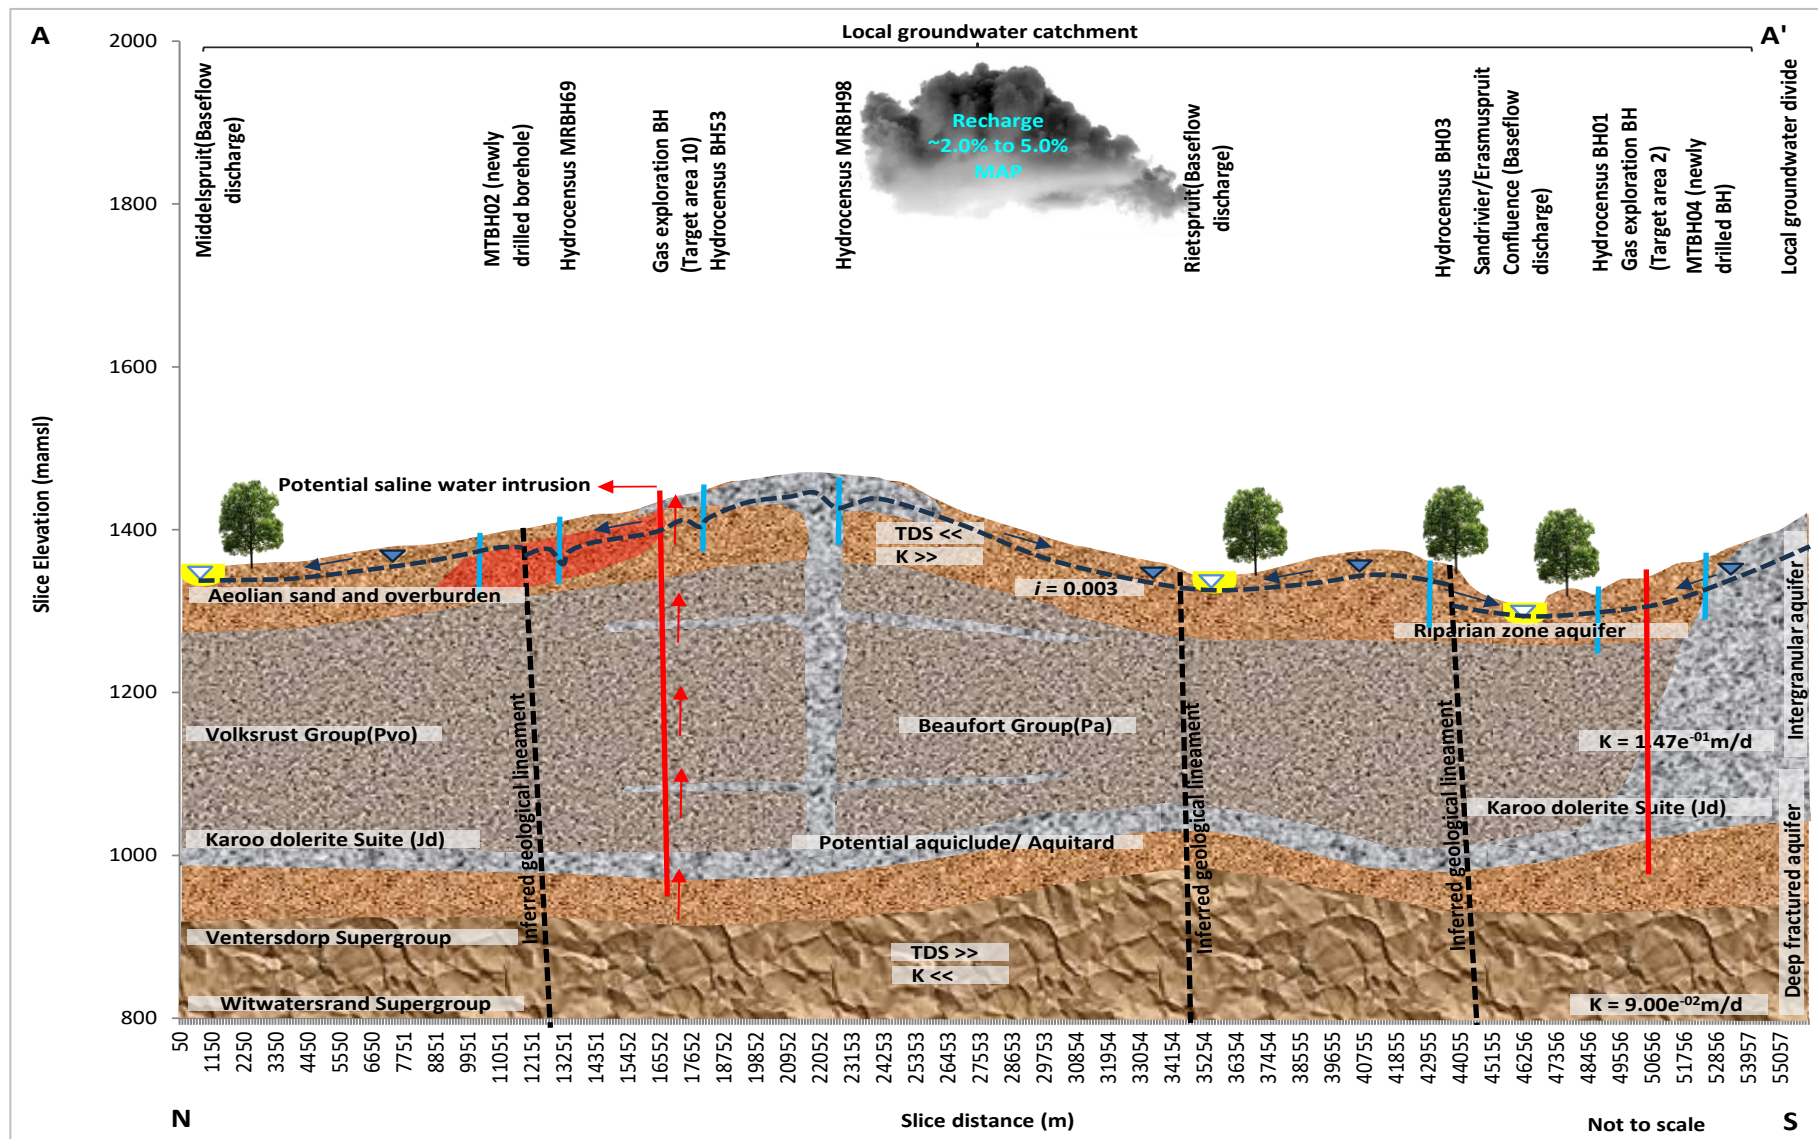 A
A'
Local groundwater catchment
2000
1800
1600
1400
1200
1000
800
Slice Elevation (mamsl)
Middelspruit(Baseflow
discharge)
MTBH02 (newly
drilled borehole)
Hydrocensus MRBH69
Gas exploration BH
(Target area 10)
Hydrocensus BH53
Hydrocensus MRBH98
Recharge
~2.0% to 5.0%
MAP
Rietspruit(Baseflow
discharge)
Hydrocensus BH03
Sandrivier/Erasmuspruit
Confluence (Baseflow
discharge)
Hydrocensus BH01
Gas exploration BH
(Target area 2)
MTBH04 (newly
drilled BH)
Local groundwater divide
Potential saline water intrusion
TDS <<
K >>
i = 0.003
Aeolian sand and overburden
Riparian zone aquifer
Intergranular aquifer
Volksrust Group(Pvo)
Beaufort Group(Pa)
K = 1.47e-01m/d
Inferred geological lineament
Inferred geological lineament
Inferred geological lineament
Karoo dolerite Suite (Jd)
Potential aquiclude/ Aquitard
Karoo dolerite Suite (Jd)
Deep fractured aquifer
Ventersdorp Supergroup
TDS >>
K <<
Witwatersrand Supergroup
K = 9.00e-02m/d
50
1150
2250
3350
4450
5550
6650
7751
8851
9951
11051
12151
13251
14351
15452
16552
17652
18752
19852
20952
22052
23153
24253
25353
26453
27553
28653
29753
30854
31954
33054
34154
35254
36354
37454
38555
39655
40755
41855
42955
44055
45155
46256
47356
48456
49556
50656
51756
52856
53957
55057
N
Slice distance (m)
Not to scale
S